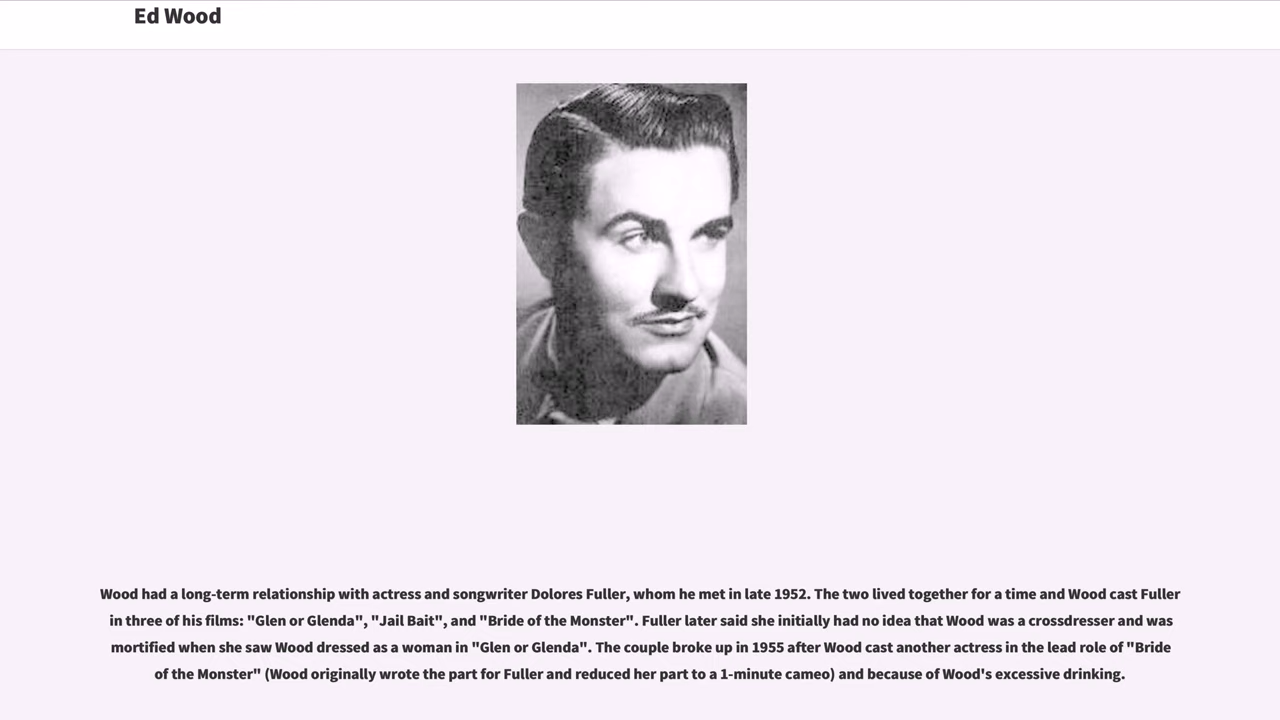 Ed Wood
Wood had a long-term relationship with actress and songwriter Dolores Fuller, whom he met in late 1952. The two lived together for a time and Wood cast Fuller
in three of his films: "Glen or Glenda", "Jail Bait", and "Bride of the Monster". Fuller later said she initially had no idea that Wood was a crossdresser and was
mortified when she saw Wood dressed as a woman in "Glen or Glenda". The couple broke up in 1955 after Wood cast another actress in the lead role of "Bride
of the Monster" (Wood originally wrote the part for Fuller and reduced her part to a 1-minute cameo) and because of Wood's excessive drinking.